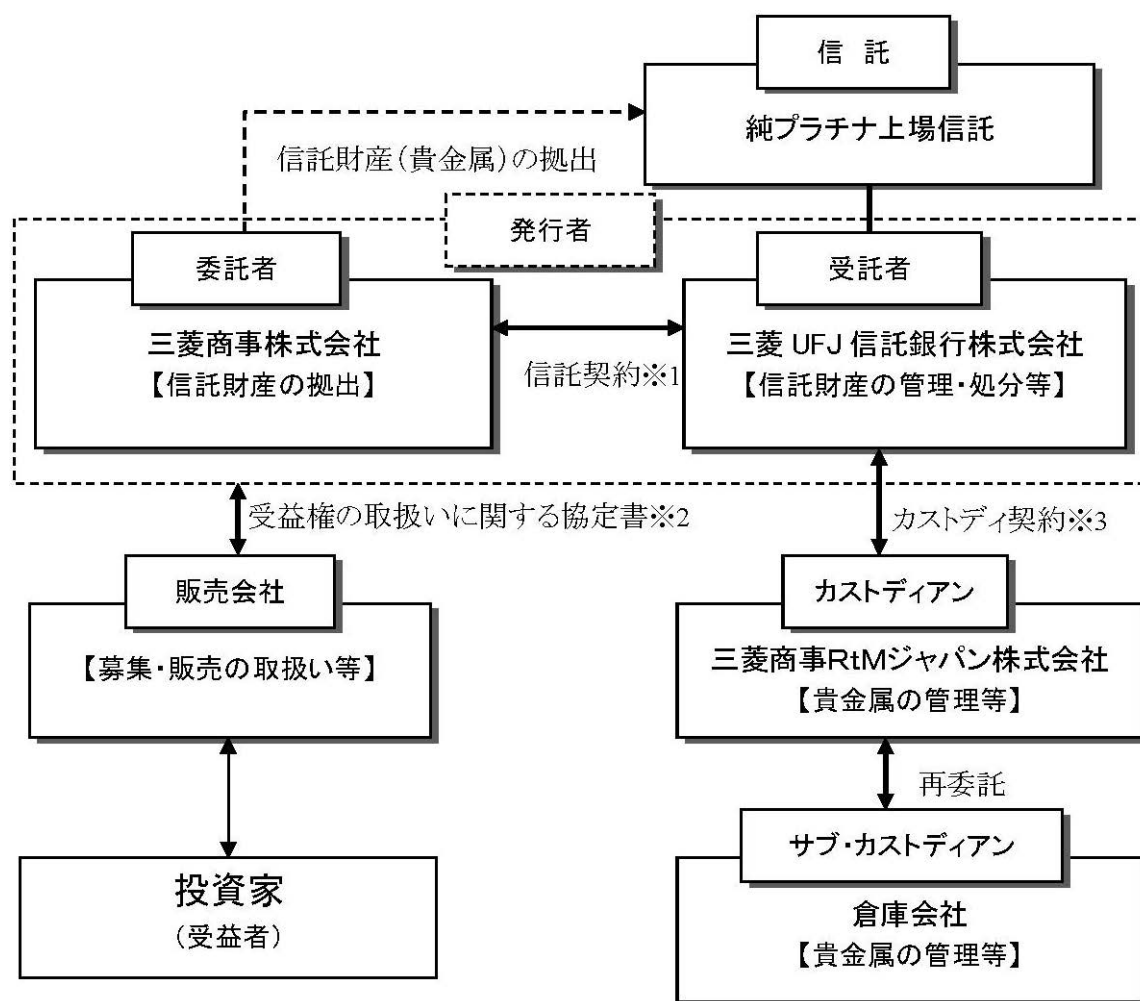 信 託
純プラチナ上場信託
信託財産(貴金属)の拠出
発行者
委託者
三菱商事株式会社
【信託財産の拠出】
信託契約※1
受託者
三菱 UFJ 信託銀行株式会社
【信託財産の管理・処分等】
受益権の取扱いに関する協定書※2
カストディ契約※3
販売会社
【募集・販売の取扱い等】
カストディアン
三菱商事RtMジャパン株式会社
【貴金属の管理等】
再委託
投資家
(受益者)
サブ・カストディアン
倉庫会社
【貴金属の管理等】